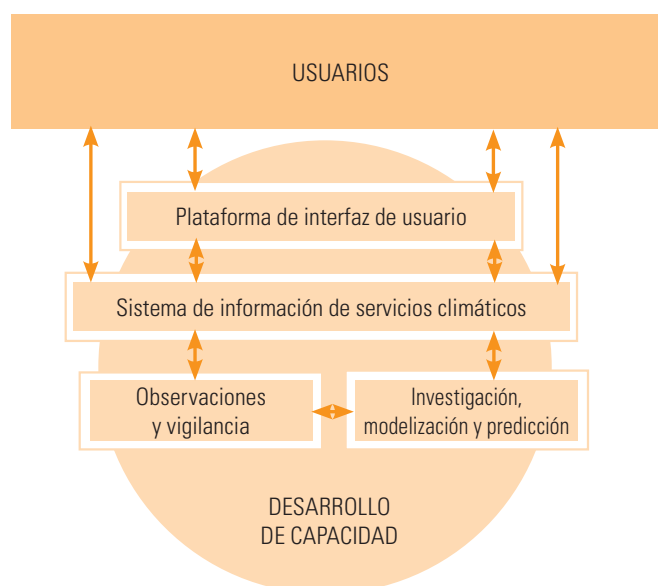 USUARIOS
Plataforma de interfaz de usuario
Sistema de información de servicios climáticos
Observaciones
y vigilancia
Investigación,
modelización y predicción
DESARROLLO
DE CAPACIDAD